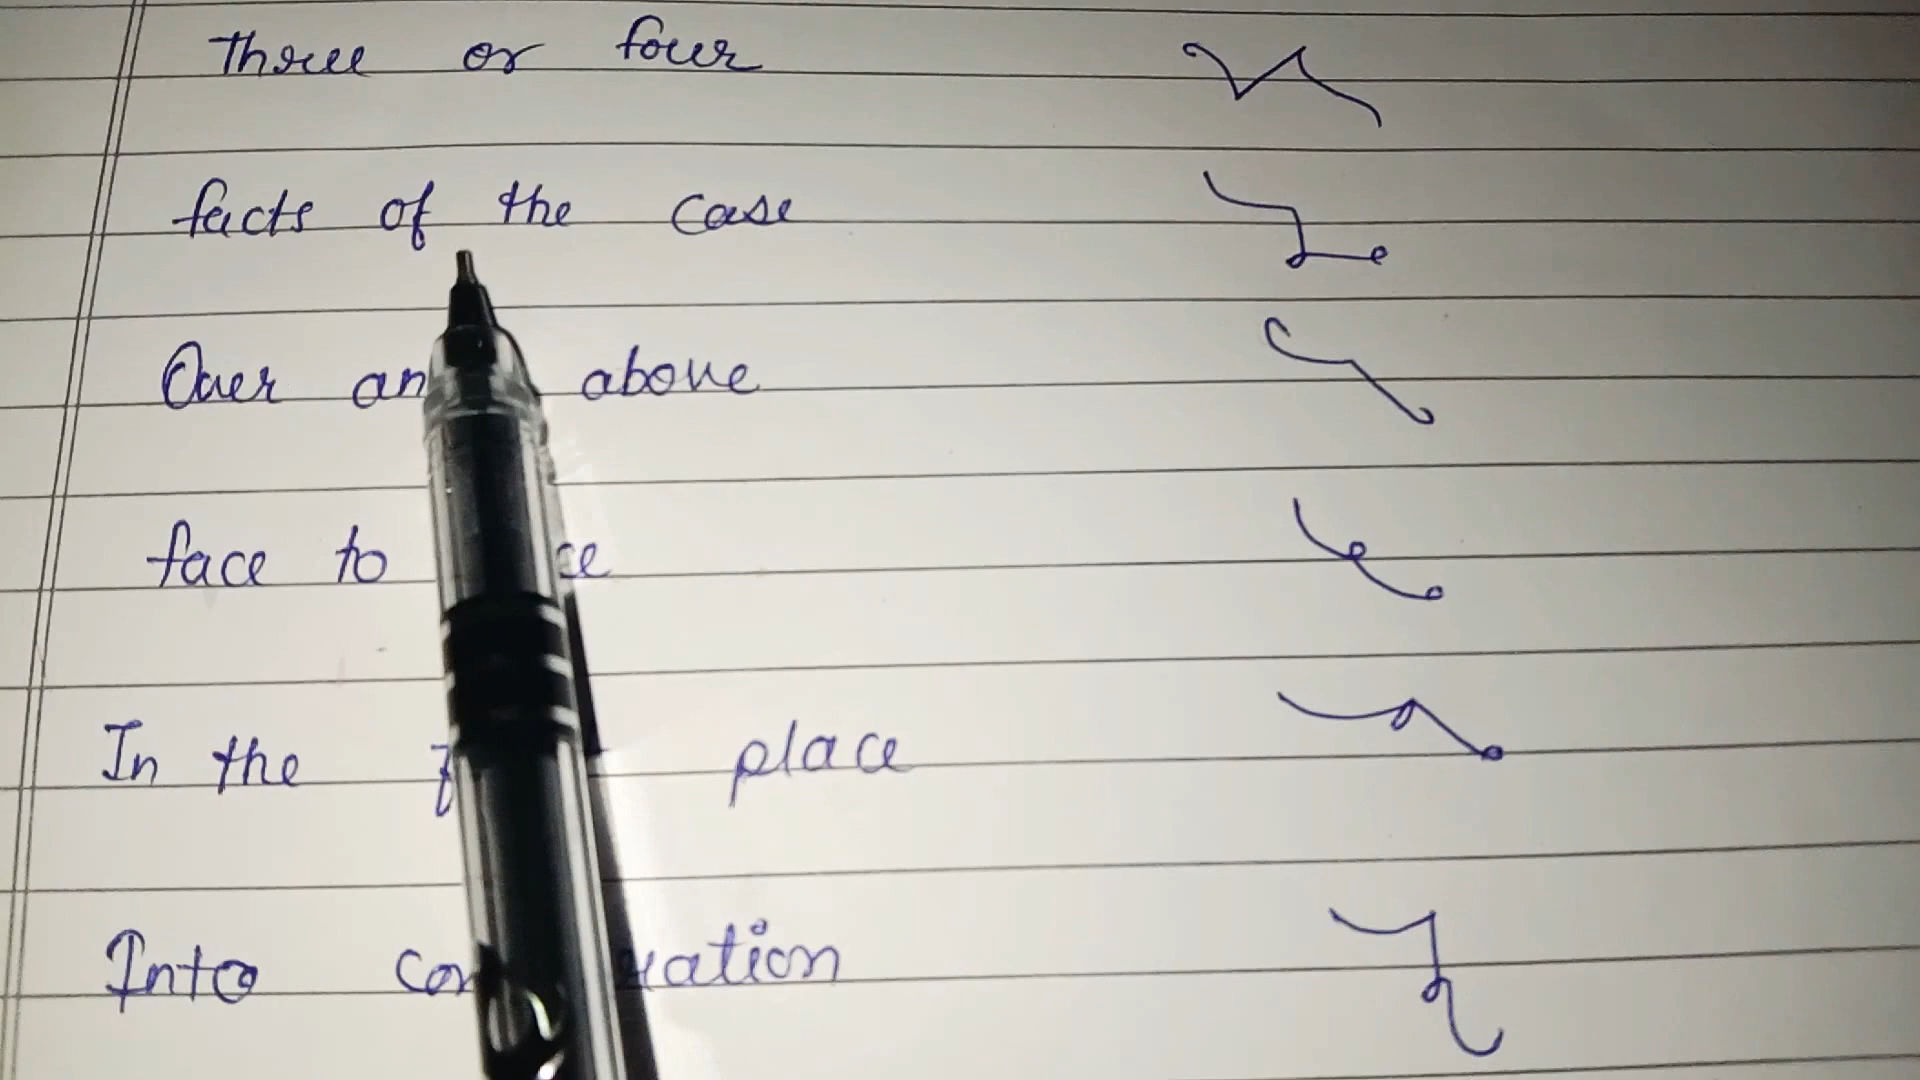 Three or four
facts of the case
Over above
face to
In the place
Into